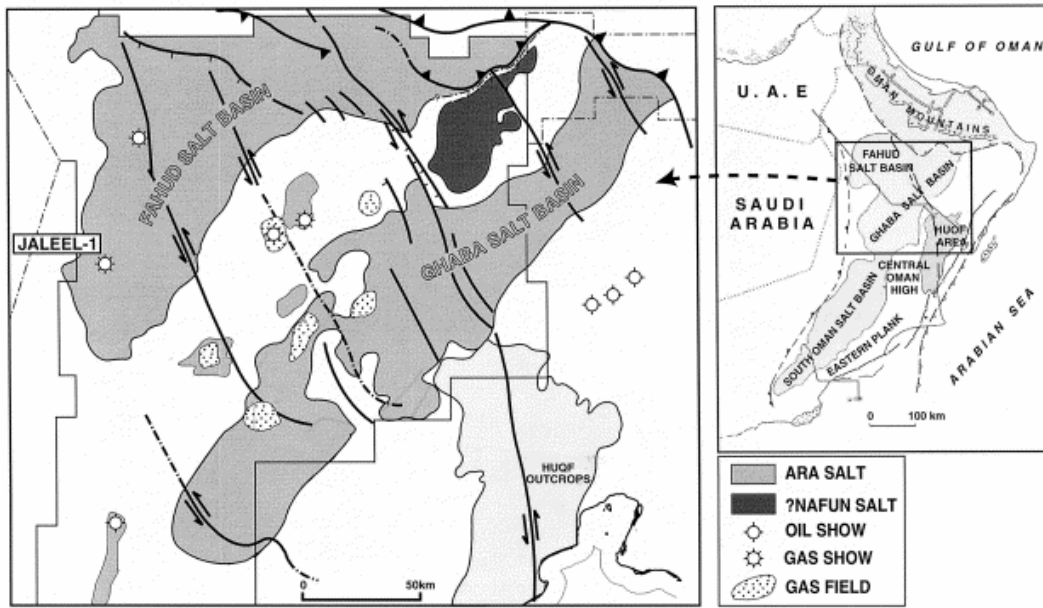 FAHUD SALT BASIN
GHABA SALT BASIN
JALEEL-1
HUQF
OUTCROPS
0
50km
GULF OF OMAN
U. A. E
OMAN MOUNTAINS
FAHUD
SALT BASIN
SAUDI
ARABIA
GHABA SALT BASIN
HUQF
AREA
CENTRAL
OMAN
HIGH
SOUTH OMAN SALT BASIN
EASTERN PLANK
ARABIAN SEA
0 100 km
ARA SALT
?NAFUN SALT
OIL SHOW
GAS SHOW
GAS FIELD